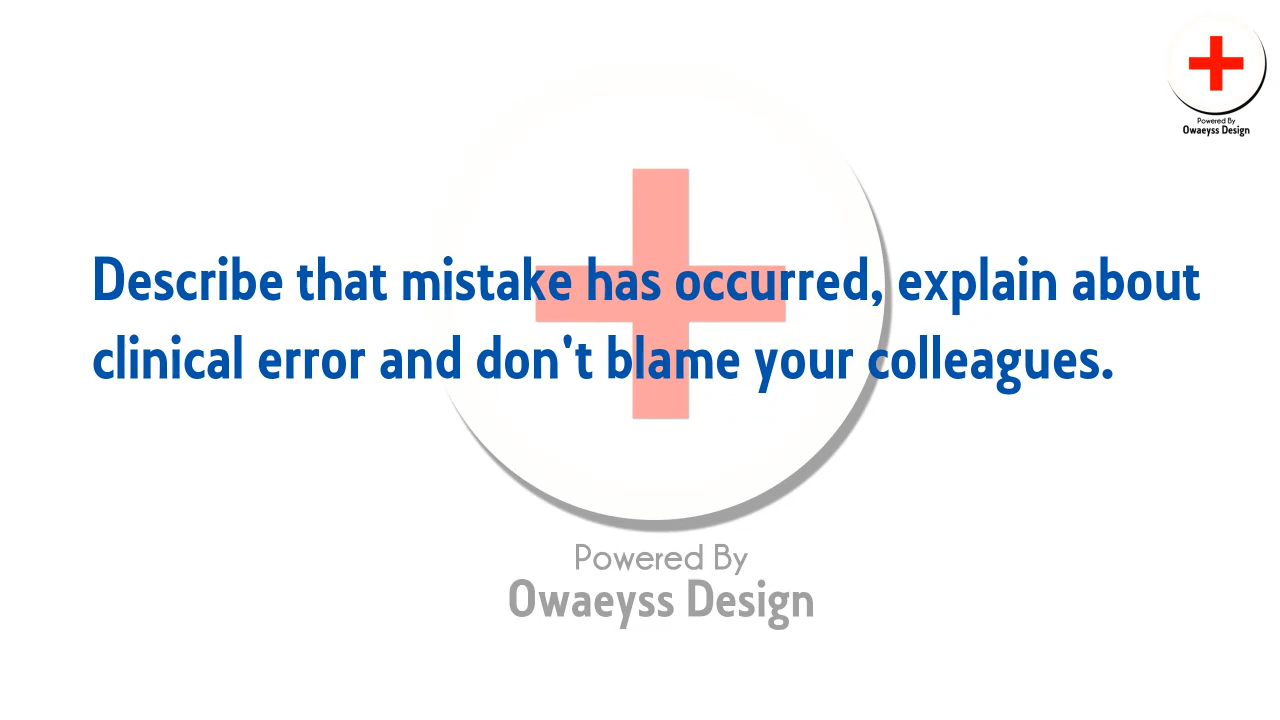 Powered By
Owaeyss Design
Describe that mistake has occurred, explain about
clinical error and don't blame your colleagues.
Powered By
Owaeyss Design